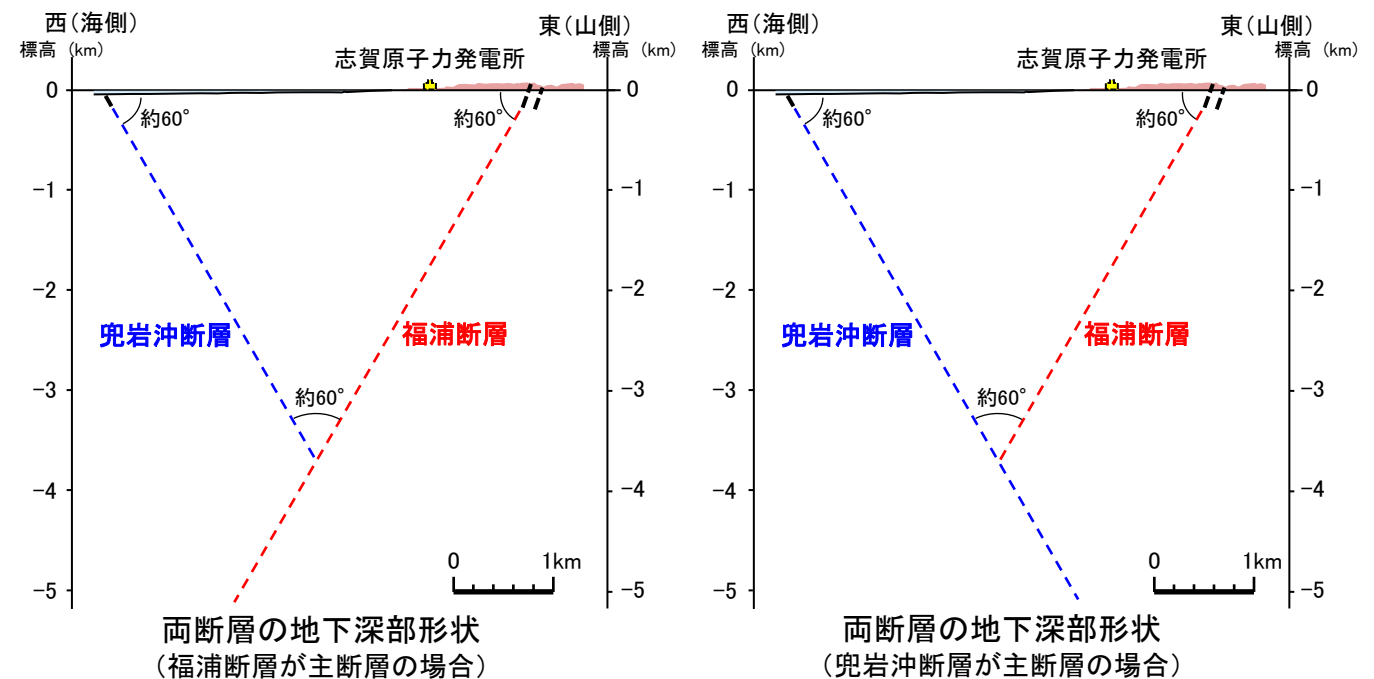 西(海側)
標高 (km)
東(山側)
標高 (km)
志賀原子力発電所
0
0
約60°
約60°
-1
-1
-2
-2
兜岩沖断層
福浦断層
-3
-3
約60°
-4
-4
0
1km
-5
-5
両断層の地下深部形状
(福浦断層が主断層の場合)
西(海側)
標高 (km)
東(山側)
標高 (km)
志賀原子力発電所
0
0
約60°
約60°
-1
-1
-2
-2
兜岩沖断層
福浦断層
-3
-3
約60°
-4
-4
0
1km
-5
-5
両断層の地下深部形状
(兜岩沖断層が主断層の場合)